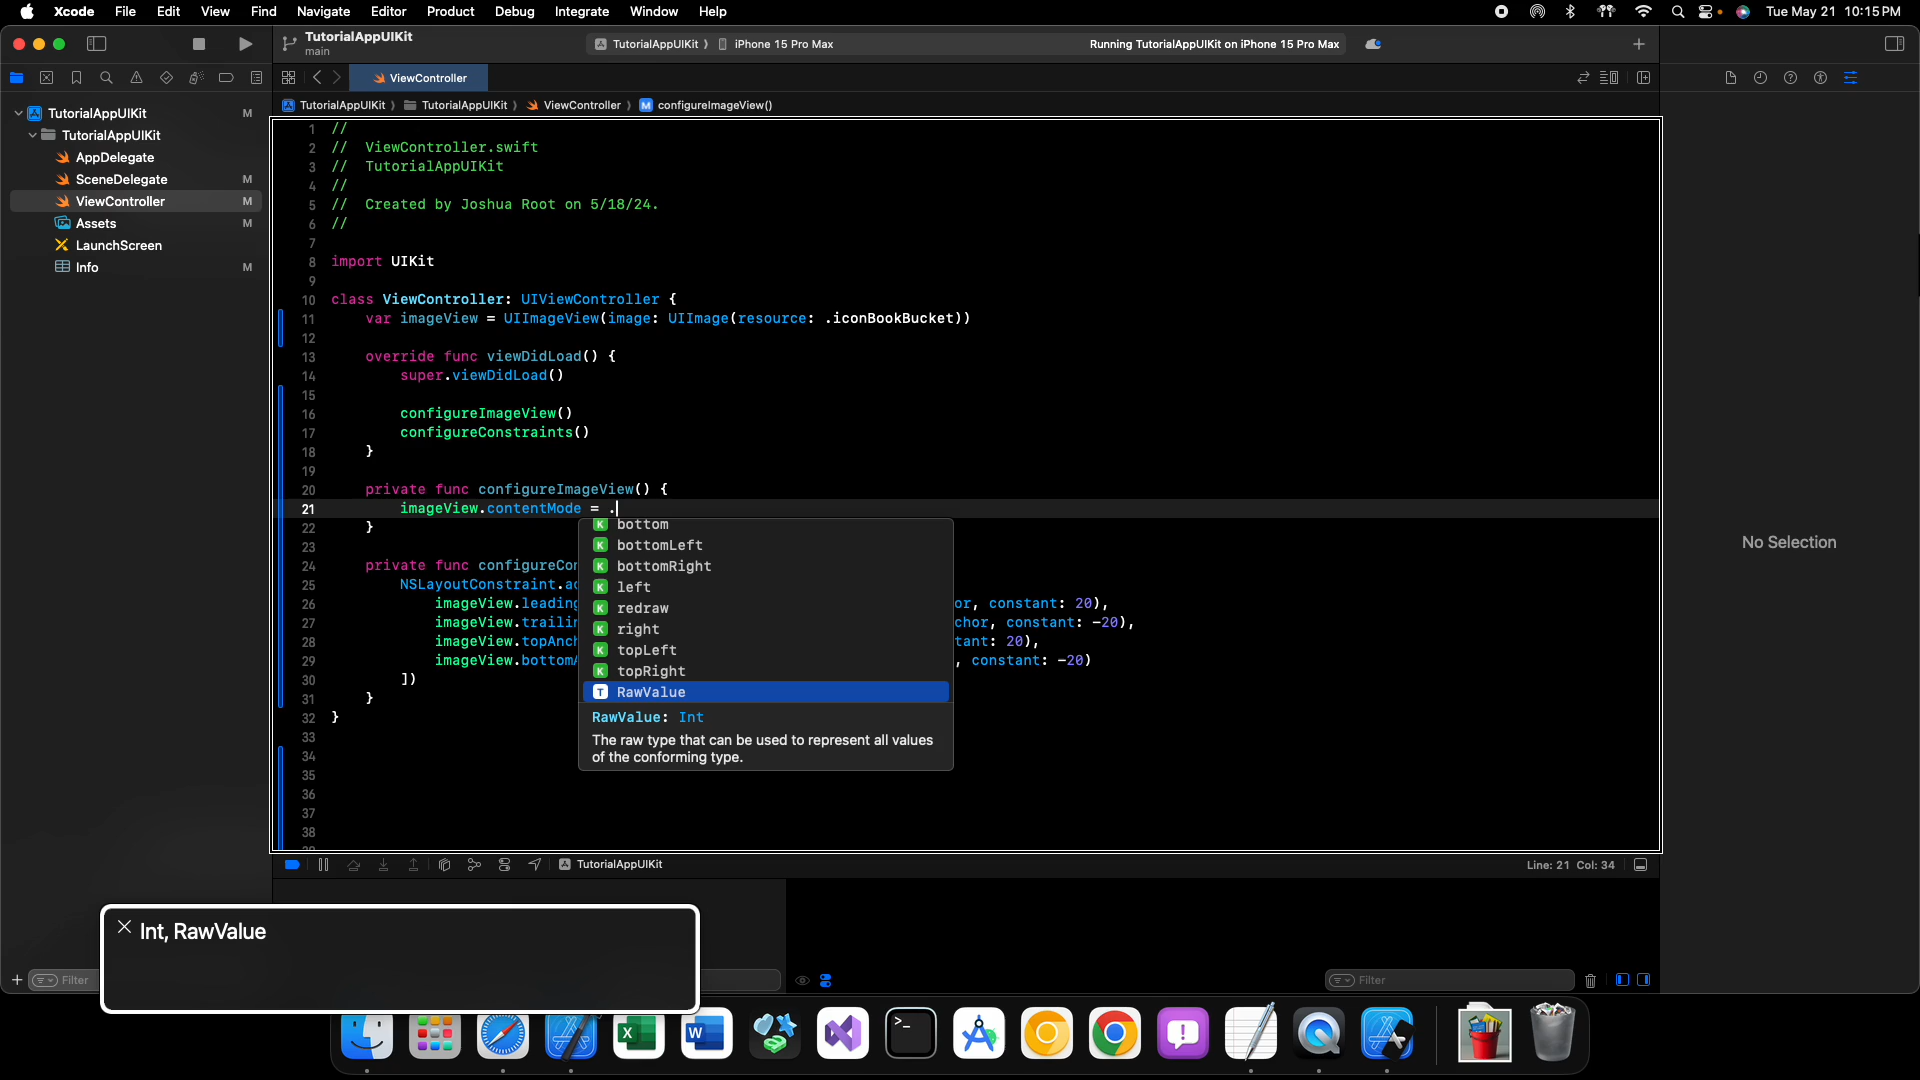 Xcode File Edit View Find Navigate Editor Product Debug Integrate Window Help Tue May 21 10:15 PM
TutorialAppUIKit
main
TutorialAppUIKit iPhone 15 Pro Max Running TutorialAppUIKit on iPhone 15 Pro Max
ViewController
TutorialAppUIKit TutorialAppUIKit ViewController M configureImageView()
TutorialAppUIKit M
TutorialAppUIKit
AppDelegate
SceneDelegate M
ViewController M
Assets M
LaunchScreen
Info M
1 //
2 // ViewController.swift
3 // TutorialAppUIKit
4 //
5 // Created by Joshua Root on 5/18/24.
6 //
7
8 import UIKit
9
10 class ViewController: UIViewController {
11 var imageView = UIImageView(image: UIImage(resource: .iconBookBucket))
12
13 override func viewDidLoad() {
14 super.viewDidLoad()
15
16 configureImageView()
17 configureConstraints()
18 }
19
20 private func configureImageView() {
21 imageView.contentMode = .
22 }
23
24 private func configureCon
25 NSLayoutConstraint.ac
26 imageView.leading or, constant: 20),
27 imageView.trailin chor, constant: -20),
28 imageView.topAnch tant: 20),
29 imageView.bottomA , constant: -20)
30 ])
31 }
32 }
33
34
35
36
37
38
K bottom
K bottomLeft
K bottomRight
K left
K redraw
K right
K topLeft
K topRight
T RawValue
RawValue: Int
The raw type that can be used to represent all values
of the conforming type.
No Selection
TutorialAppUIKit Line: 21 Col: 34
Int, RawValue
Filter Filter
X W >_